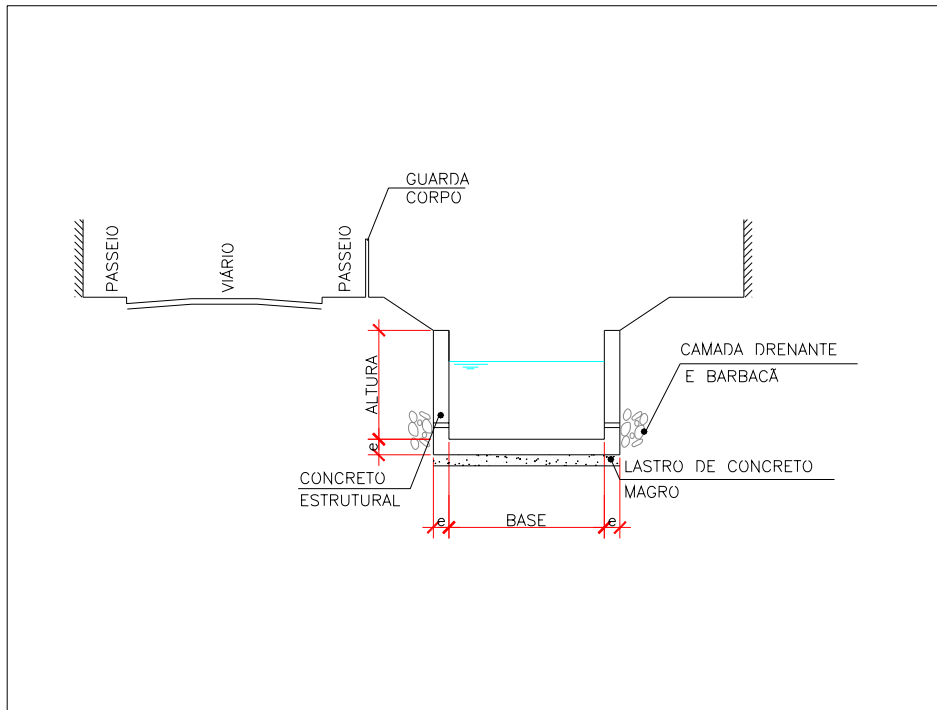 GUARDA
CORPO
PASSEIO
VIÁRIO
PASSEIO
CAMADA DRENANTE
E BARBACÃ
ALTURA
e
CONCRETO
ESTRUTURAL
LASTRO DE CONCRETO
MAGRO
e
BASE
e